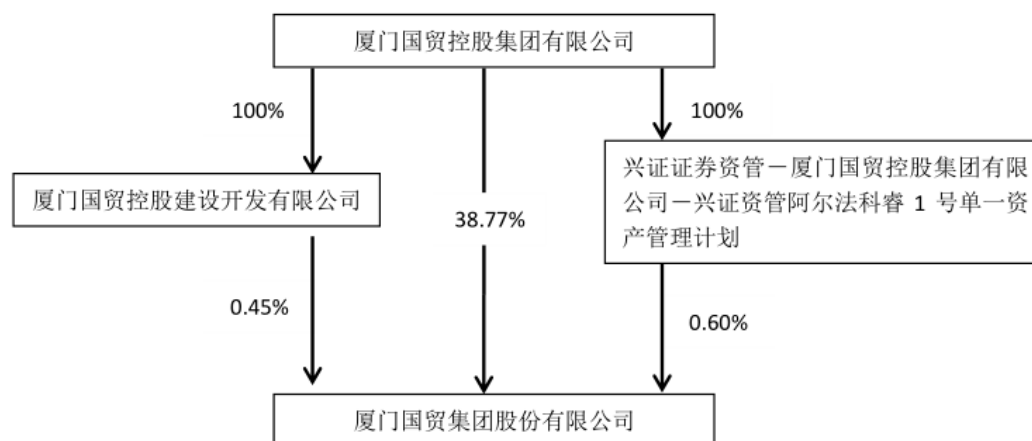 厦门国贸控股集团有限公司
100%
100%
厦门国贸控股建设开发有限公司
38.77%
兴证证券资管－厦门国贸控股集团有限
公司－兴证资管阿尔法科睿 1 号单一资
产管理计划
0.45%
0.60%
厦门国贸集团股份有限公司